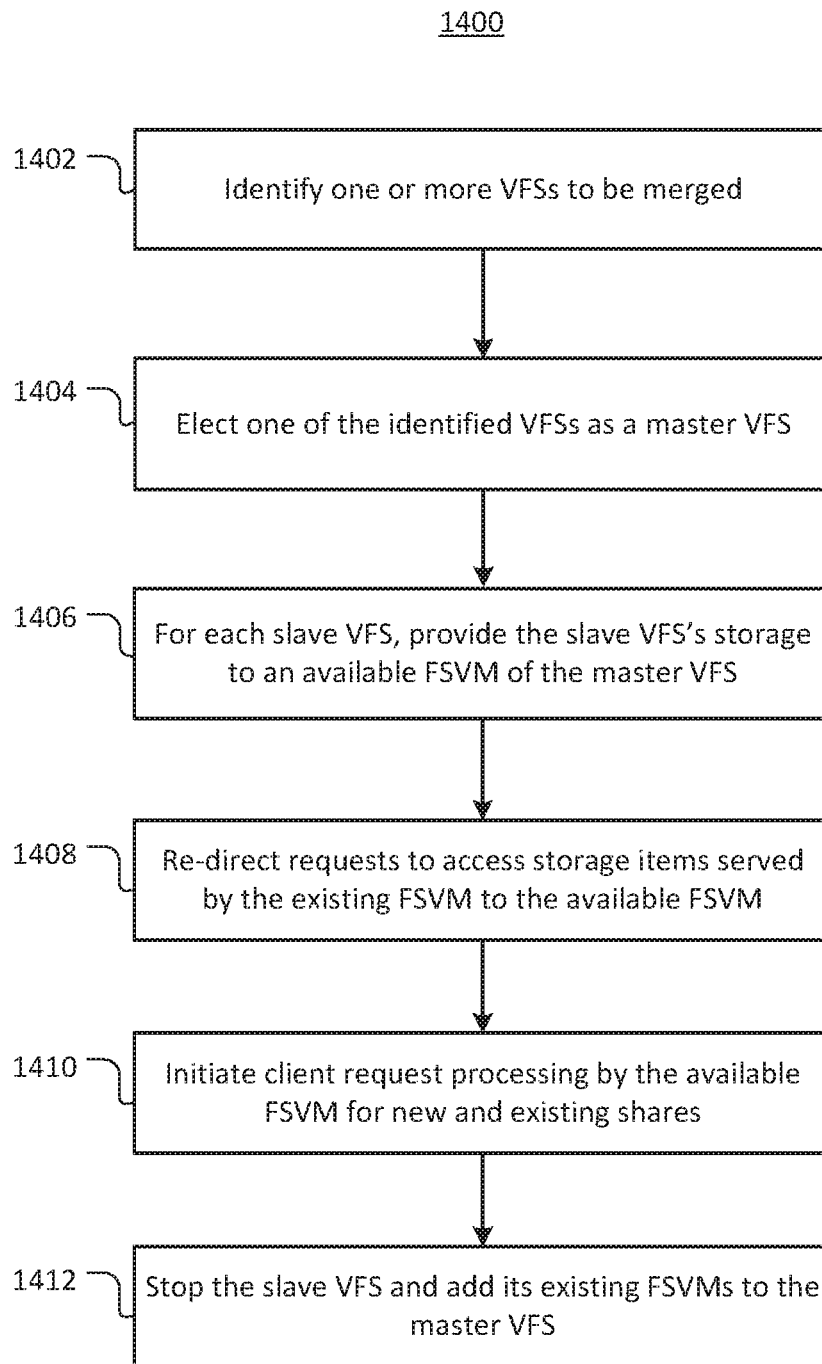 1400
1402
Identify one or more VFSs to be merged
1404
Elect one of the identified VFSs as a master VFS
1406
For each slave VFS, provide the slave VFS's storage
to an available FSVM of the master VFS
1408
Re-direct requests to access storage items served
by the existing FSVM to the available FSVM
1410
Initiate client request processing by the available
FSVM for new and existing shares
1412
Stop the slave VFS and add its existing FSVMs to the
master VFS